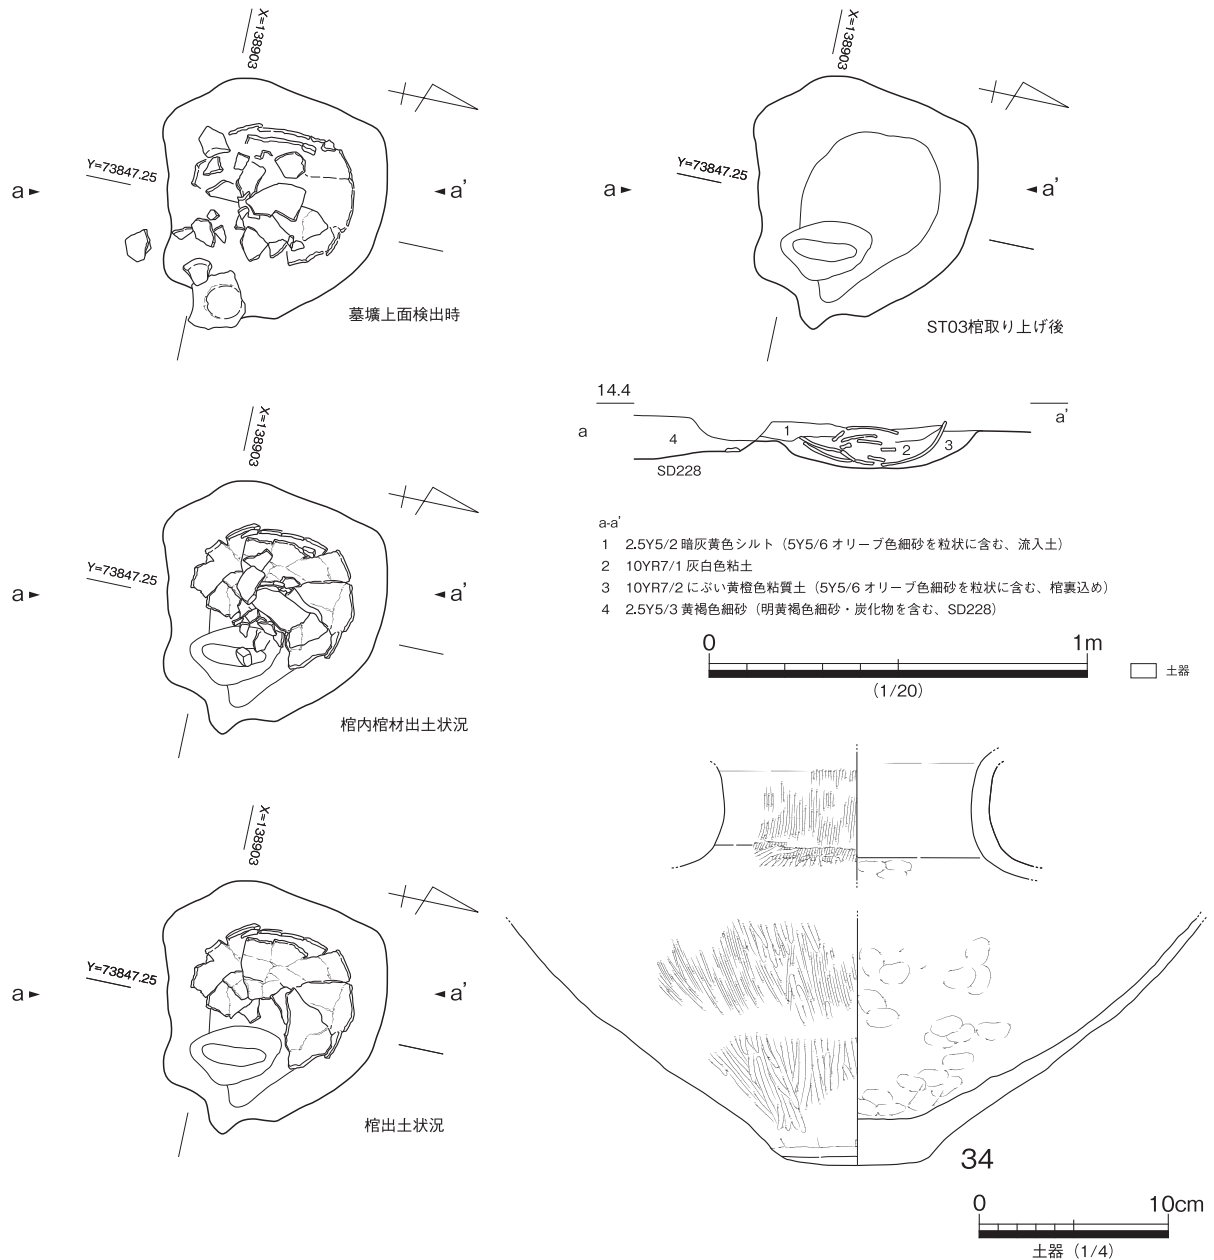 X=138903
Y=73847.25
a
a'
墓壙上面検出時
X=138903
Y=73847.25
a
a'
ST03棺取り上げ後
X=138903
Y=73847.25
a
a'
棺内棺材出土状況
14.4
a
a'
1
2
3
4
SD228
a-a'
1 2.5Y5/2 暗灰黄色シルト（5Y5/6 オリーブ色細砂を粒状に含む、流入土）
2 10YR7/1 灰白色粘土
3 10YR7/2 にぶい黄橙色粘質土（5Y5/6 オリーブ色細砂を粒状に含む、棺裏込め）
4 2.5Y5/3 黄褐色細砂（明黄褐色細砂・炭化物を含む、SD228）
0 1m
（1/20）
土器
X=138903
Y=73847.25
a
a'
棺出土状況
34
0 10cm
土器（1/4）